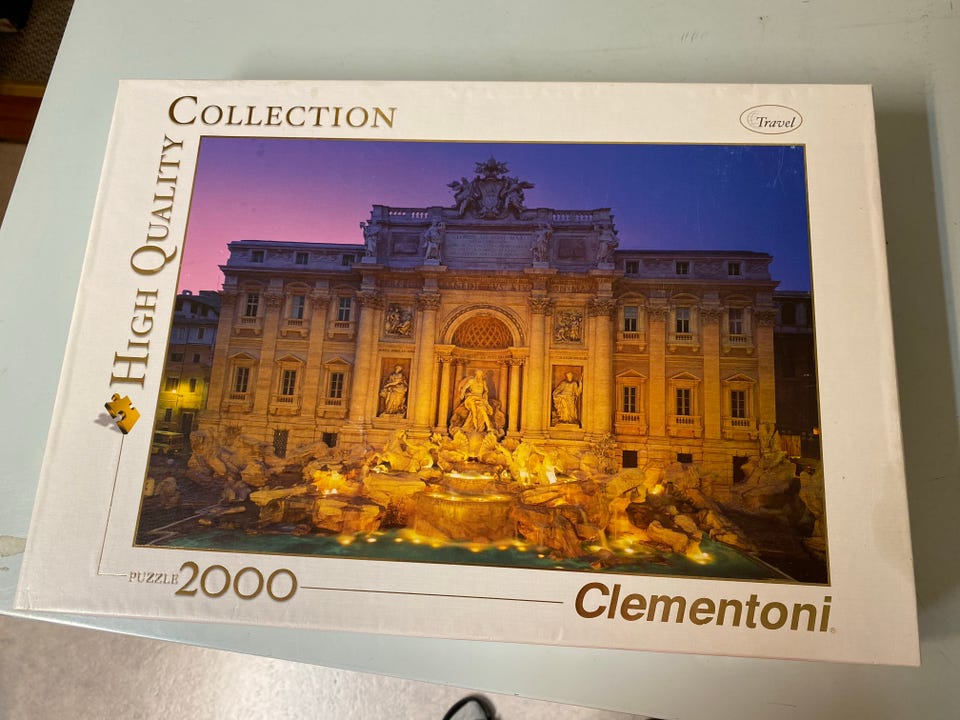 COLLECTION
Travel
HIGH QUALITY
PUZZLE 2000
Clementoni